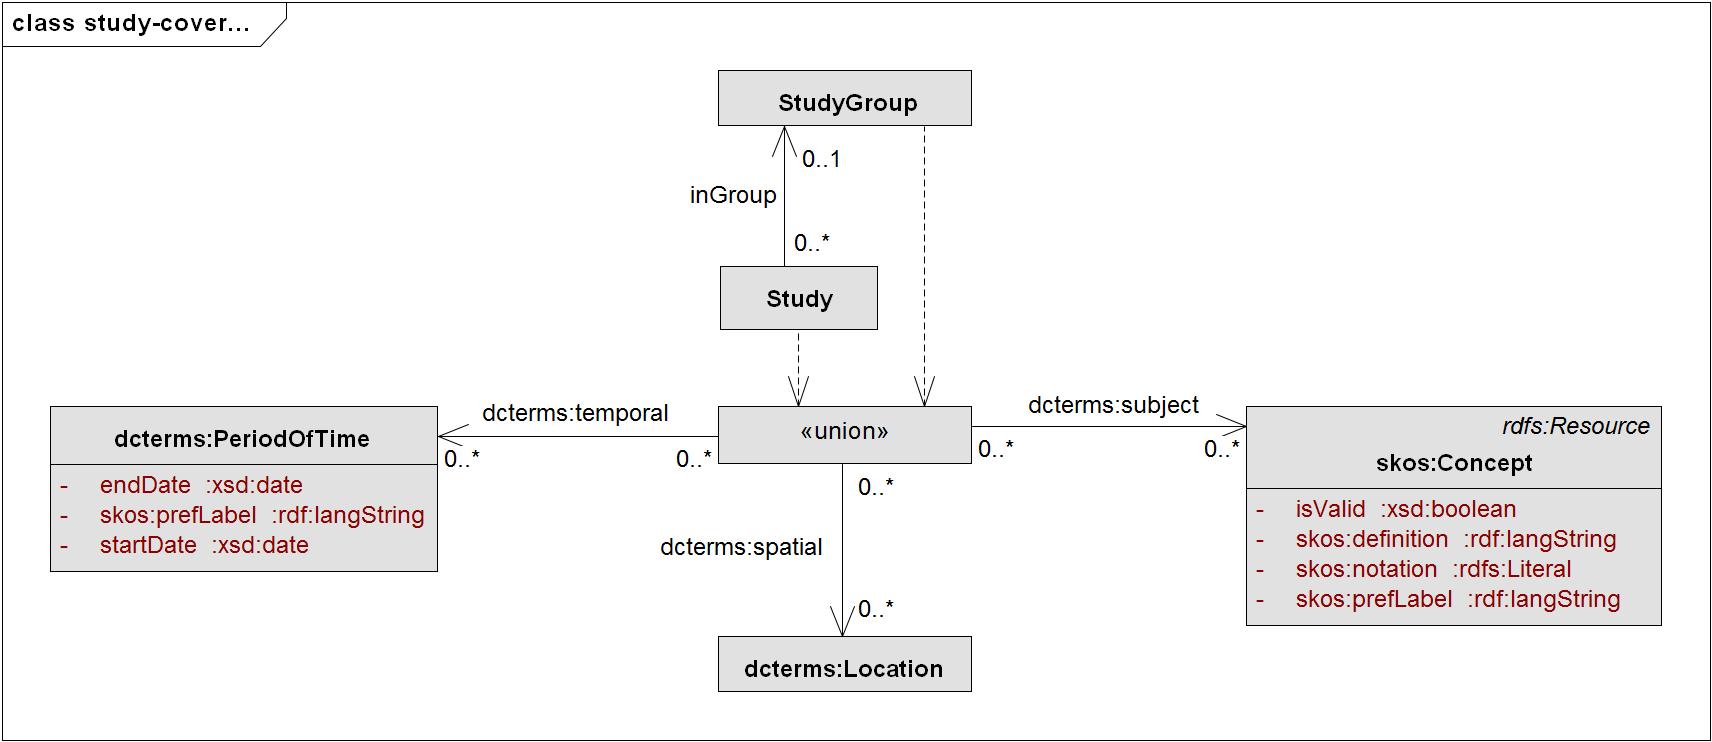 class study-cover...
StudyGroup
0..1
inGroup
0..*
Study
dcterms:temporal
0..*
0..*
«union»
dcterms:subject
0..*
0..*
dcterms:PeriodOfTime
- endDate :xsd:date
- skos:prefLabel :rdf:langString
- startDate :xsd:date
rdfs:Resource
skos:Concept
- isValid :xsd:boolean
- skos:definition :rdf:langString
- skos:notation :rdfs:Literal
- skos:prefLabel :rdf:langString
0..*
dcterms:spatial
0..*
dcterms:Location